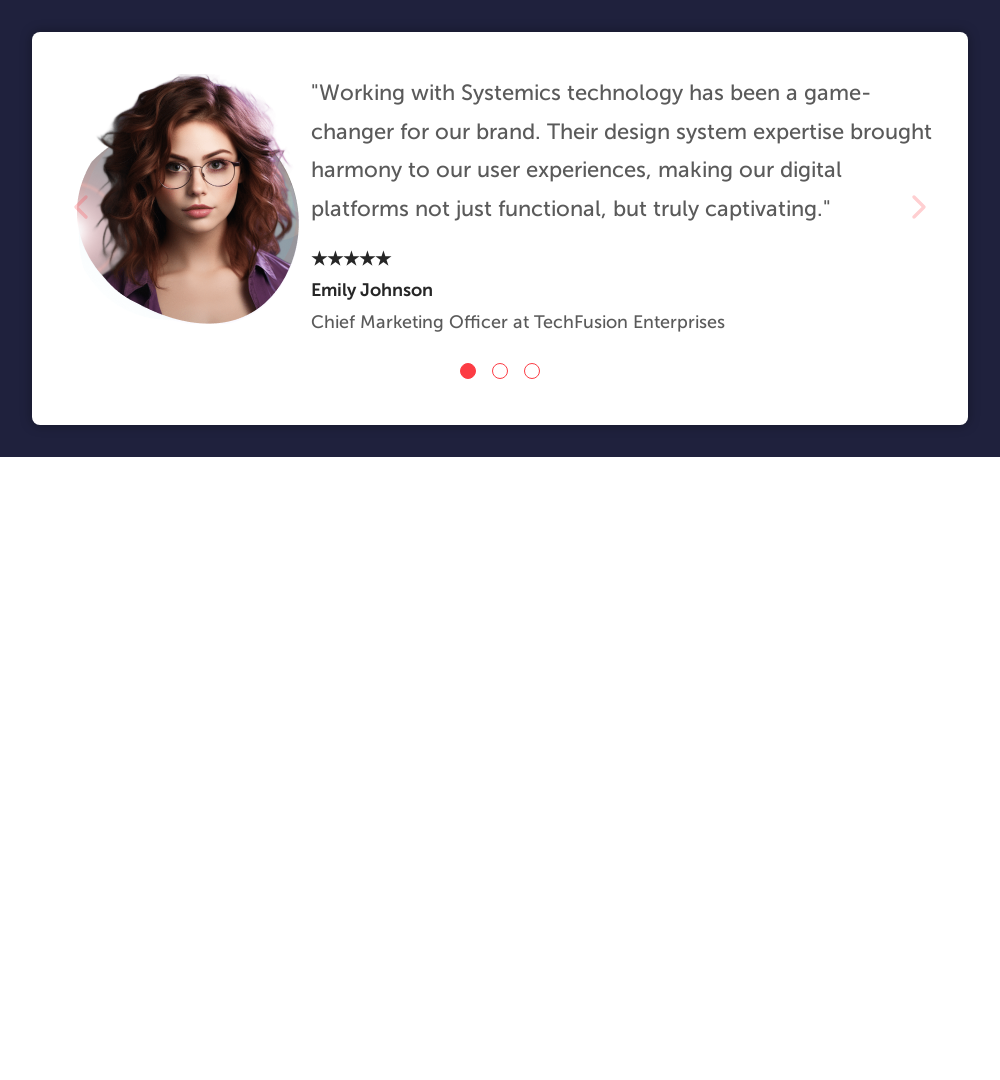 "Working with Systemics technology has been a game-
changer for our brand. Their design system expertise brought
harmony to our user experiences, making our digital
platforms not just functional, but truly captivating."
★★★★★
Emily Johnson
Chief Marketing Officer at TechFusion Enterprises